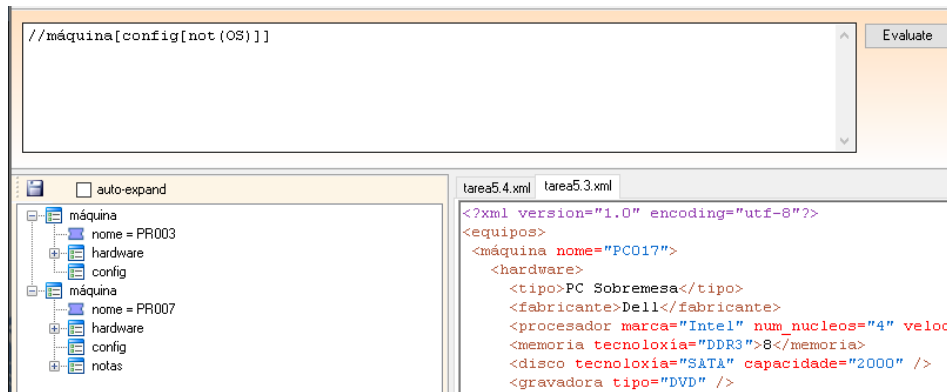 //máquina[config[not(OS)]]
Evaluate
auto-expand
máquina
nome = PR003
hardware
config
máquina
nome = PR007
hardware
config
notas
tarea5.4.xml tarea5.3.xml
<?xml version="1.0" encoding="utf-8"?>
<equipos>
<máquina nome="PC017">
<hardware>
<tipo>PC Sobremesa</tipo>
<fabricante>Dell</fabricante>
<procesador marca="Intel" num_nucleos="4" veloc
<memoria tecnoloxía="DDR3">8</memoria>
<disco tecnoloxía="SATA" capacidade="2000" />
<gravadora tipo="DVD" />